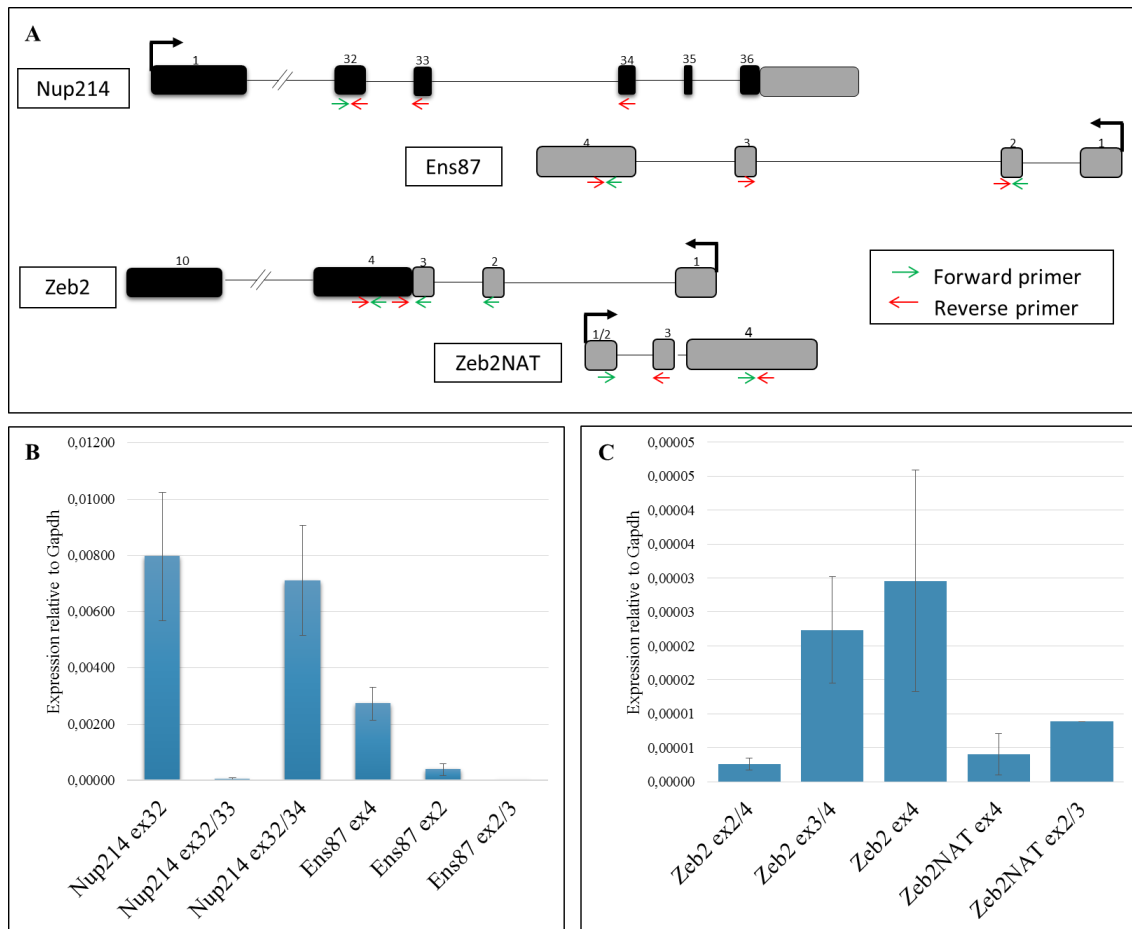 A
1
32
33
34
35
36
Nup214
4
3
2
1
Ens87
10
4
3
2
1
Zeb2
Forward primer
Reverse primer
1/2
3
4
Zeb2NAT
B
Expression relative to Gapdh
0,01200
0,01000
0,00800
0,00600
0,00400
0,00200
0,00000
Nup214 ex32
Nup214 ex32/33
Nup214 ex32/34
Ens87 ex4
Ens87 ex2
Ens87 ex2/3
C
Expression relative to Gapdh
0,00005
0,00005
0,00004
0,00004
0,00003
0,00003
0,00002
0,00002
0,00001
0,00001
0,00000
Zeb2 ex2/4
Zeb2 ex3/4
Zeb2 ex4
Zeb2NAT ex4
Zeb2NAT ex2/3